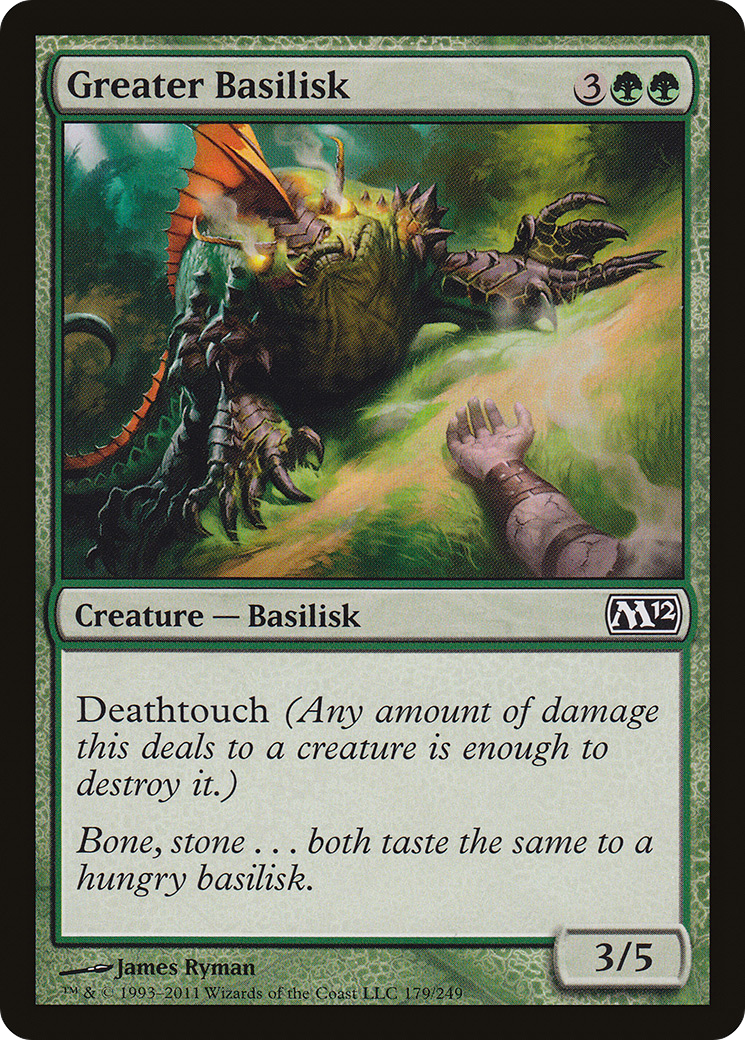 Greater Basilisk 3
Creature — Basilisk M12
Deathtouch (Any amount of damage
this deals to a creature is enough to
destroy it.)
Bone, stone . . . both taste the same to a
hungry basilisk.
3/5
James Ryman
™ & © 1993–2011 Wizards of the Coast LLC 179/249